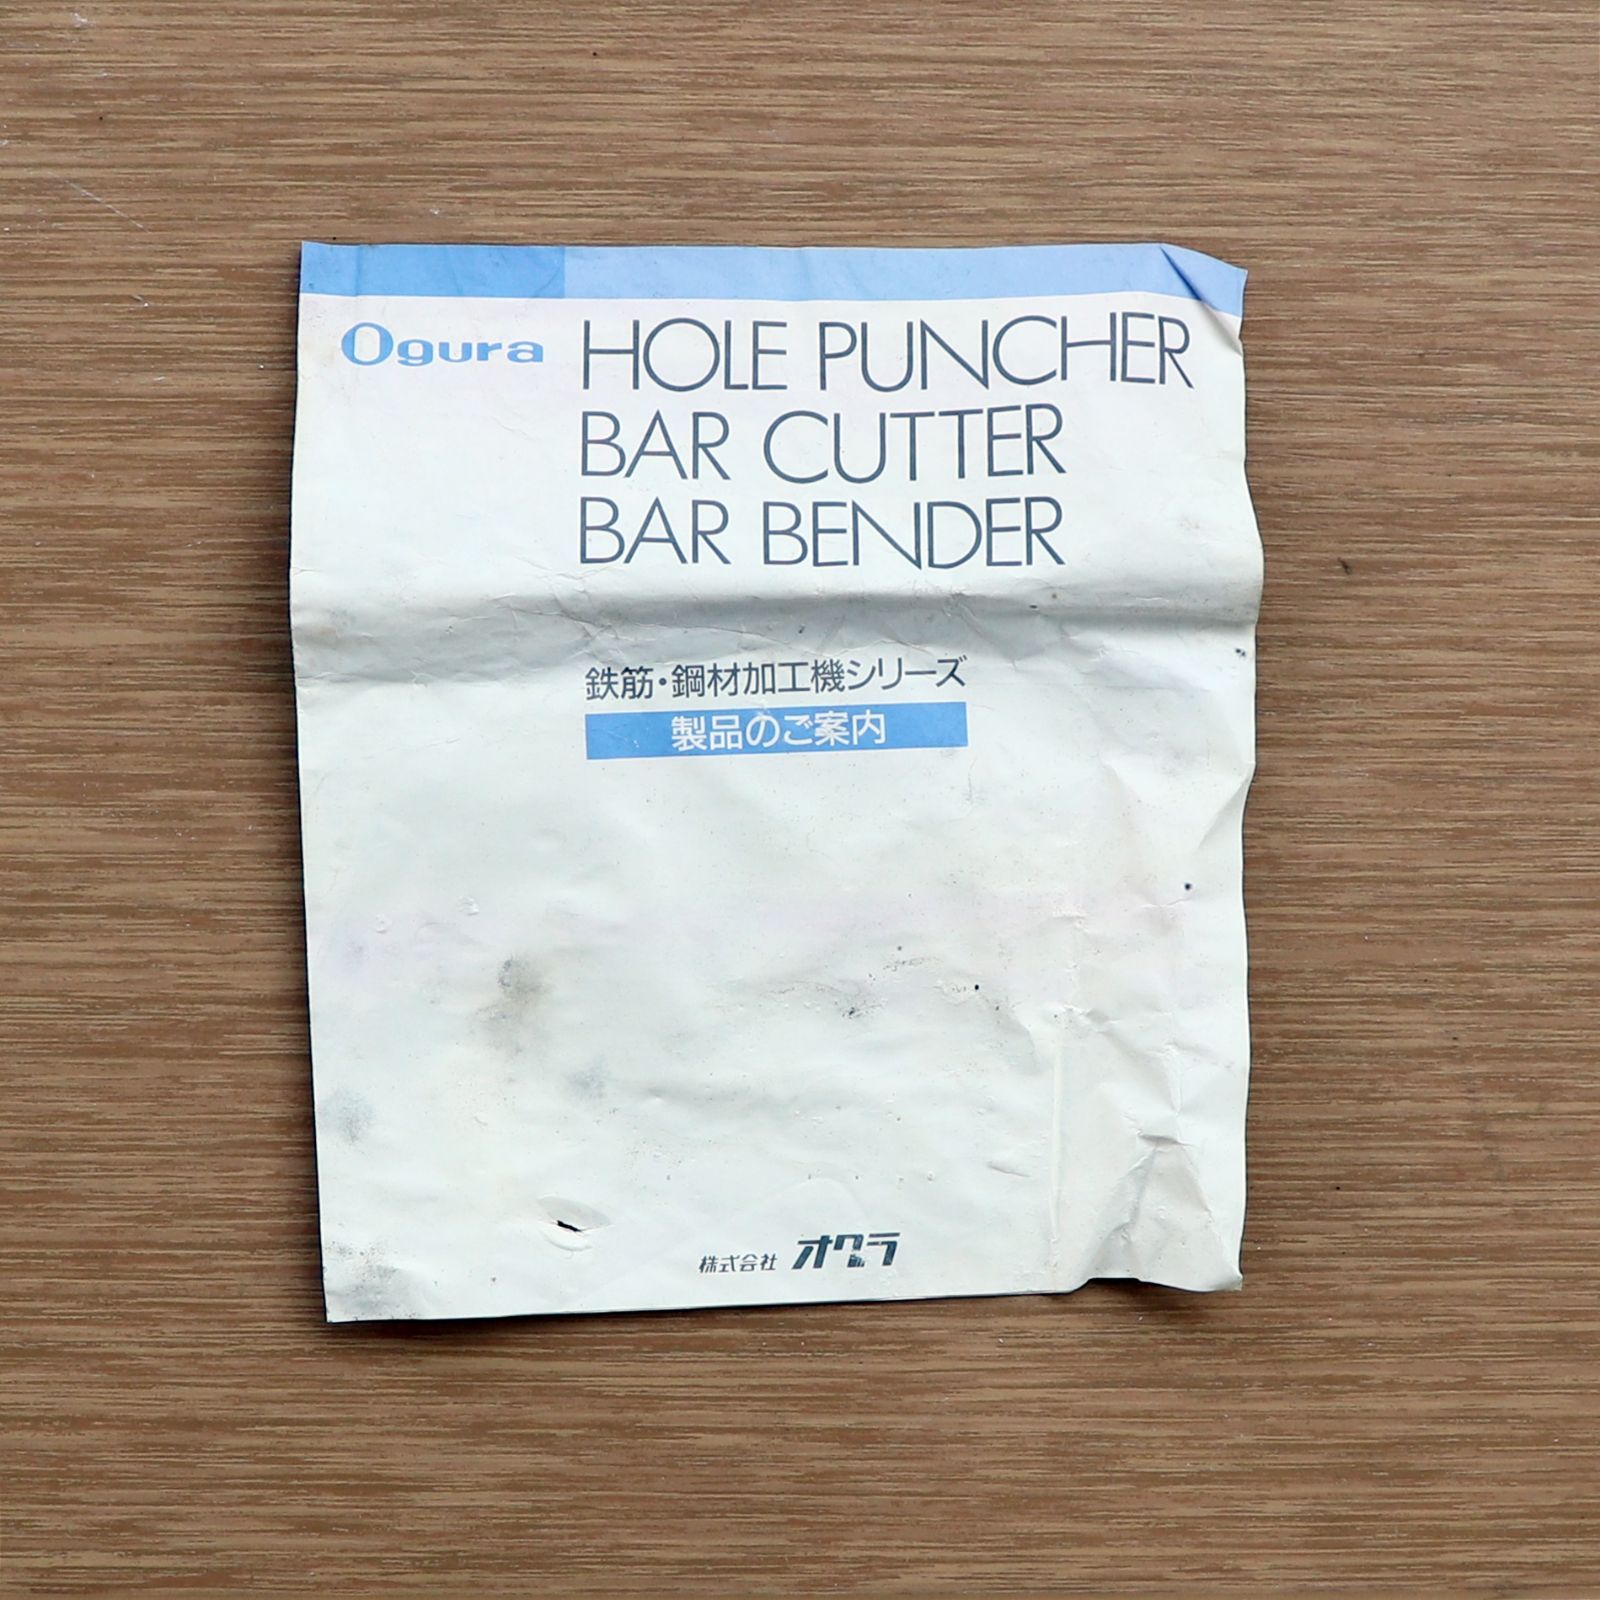 Ogura
HOLE PUNCHER
BAR CUTTER
BAR BENDER
鉄筋・鋼材加工機シリーズ
製品のご案内
株式会社 オグラ